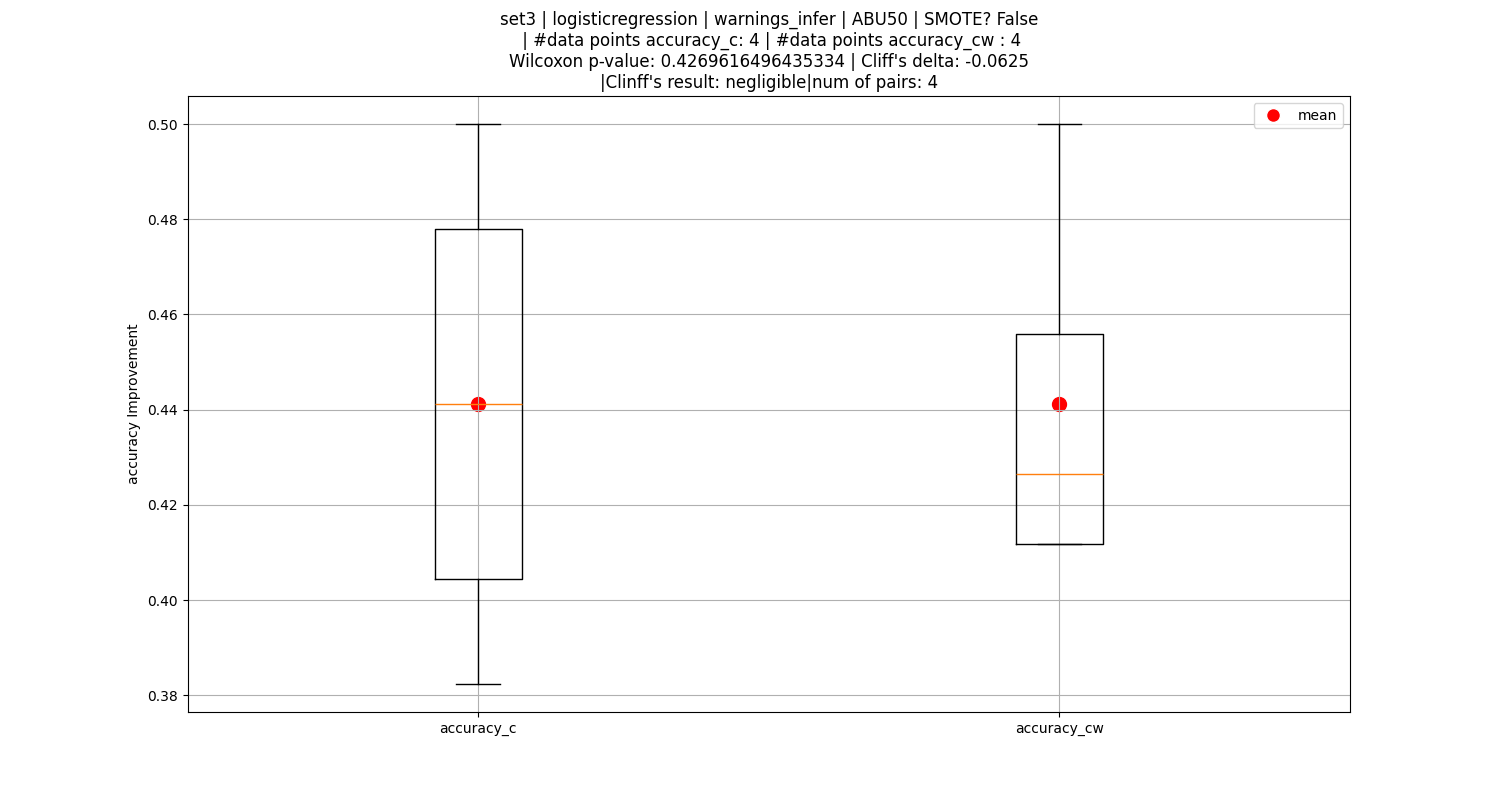 set3 | logisticregression | warnings_infer | ABU50 | SMOTE? False
| #data points accuracy_c: 4 | #data points accuracy_cw : 4
Wilcoxon p-value: 0.4269616496435334 | Cliff's delta: -0.0625
|Clinff's result: negligible|num of pairs: 4
mean
0.50
0.48
0.46
0.44
0.42
0.40
0.38
accuracy Improvement
accuracy_c
accuracy_cw